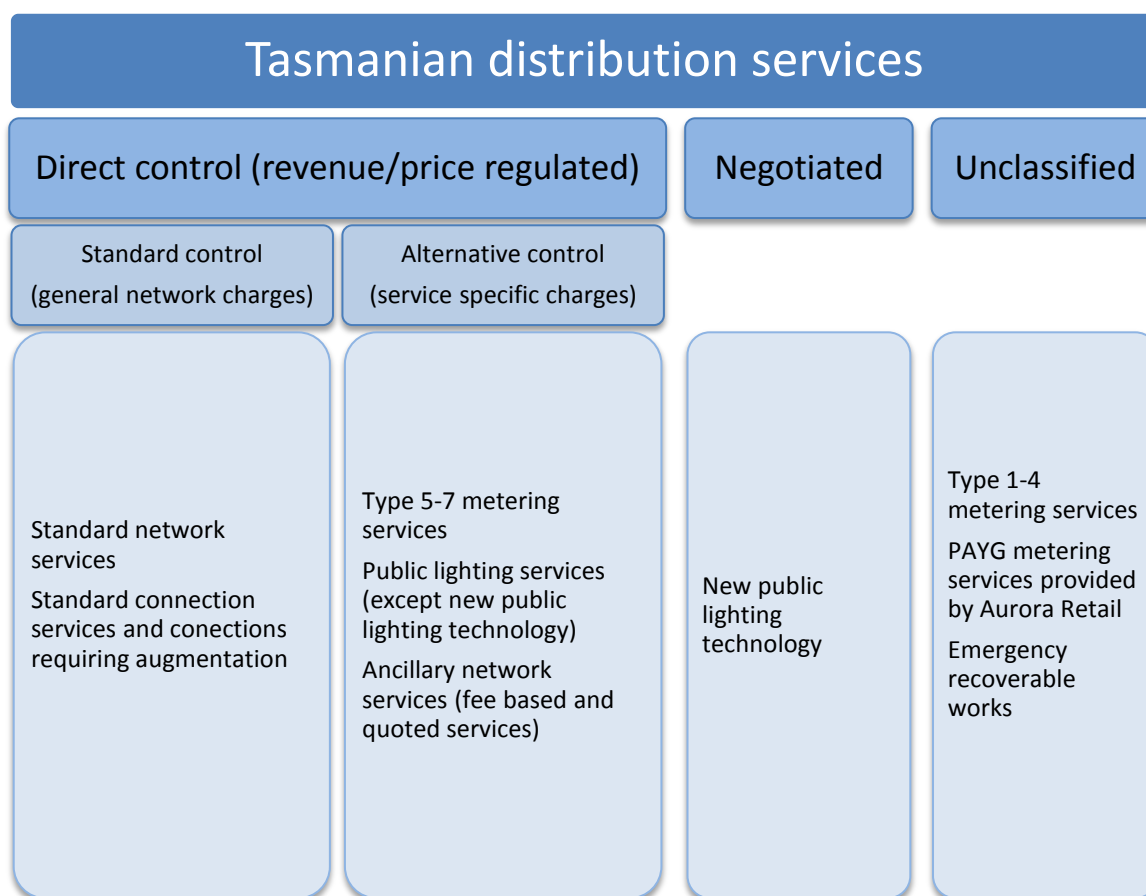 Tasmanian distribution services
Direct control (revenue/price regulated)
Negotiated
Unclassified
Standard control
(general network charges)
Alternative control
(service specific charges)
Standard network
services
Standard connection
services and conections
requiring augmentation
Type 5-7 metering
services
Public lighting services
(except new public
lighting technology)
Ancillary network
services (fee based and
quoted services)
New public
lighting
technology
Type 1-4
metering services
PAYG metering
services provided
by Aurora Retail
Emergency
recoverable
works